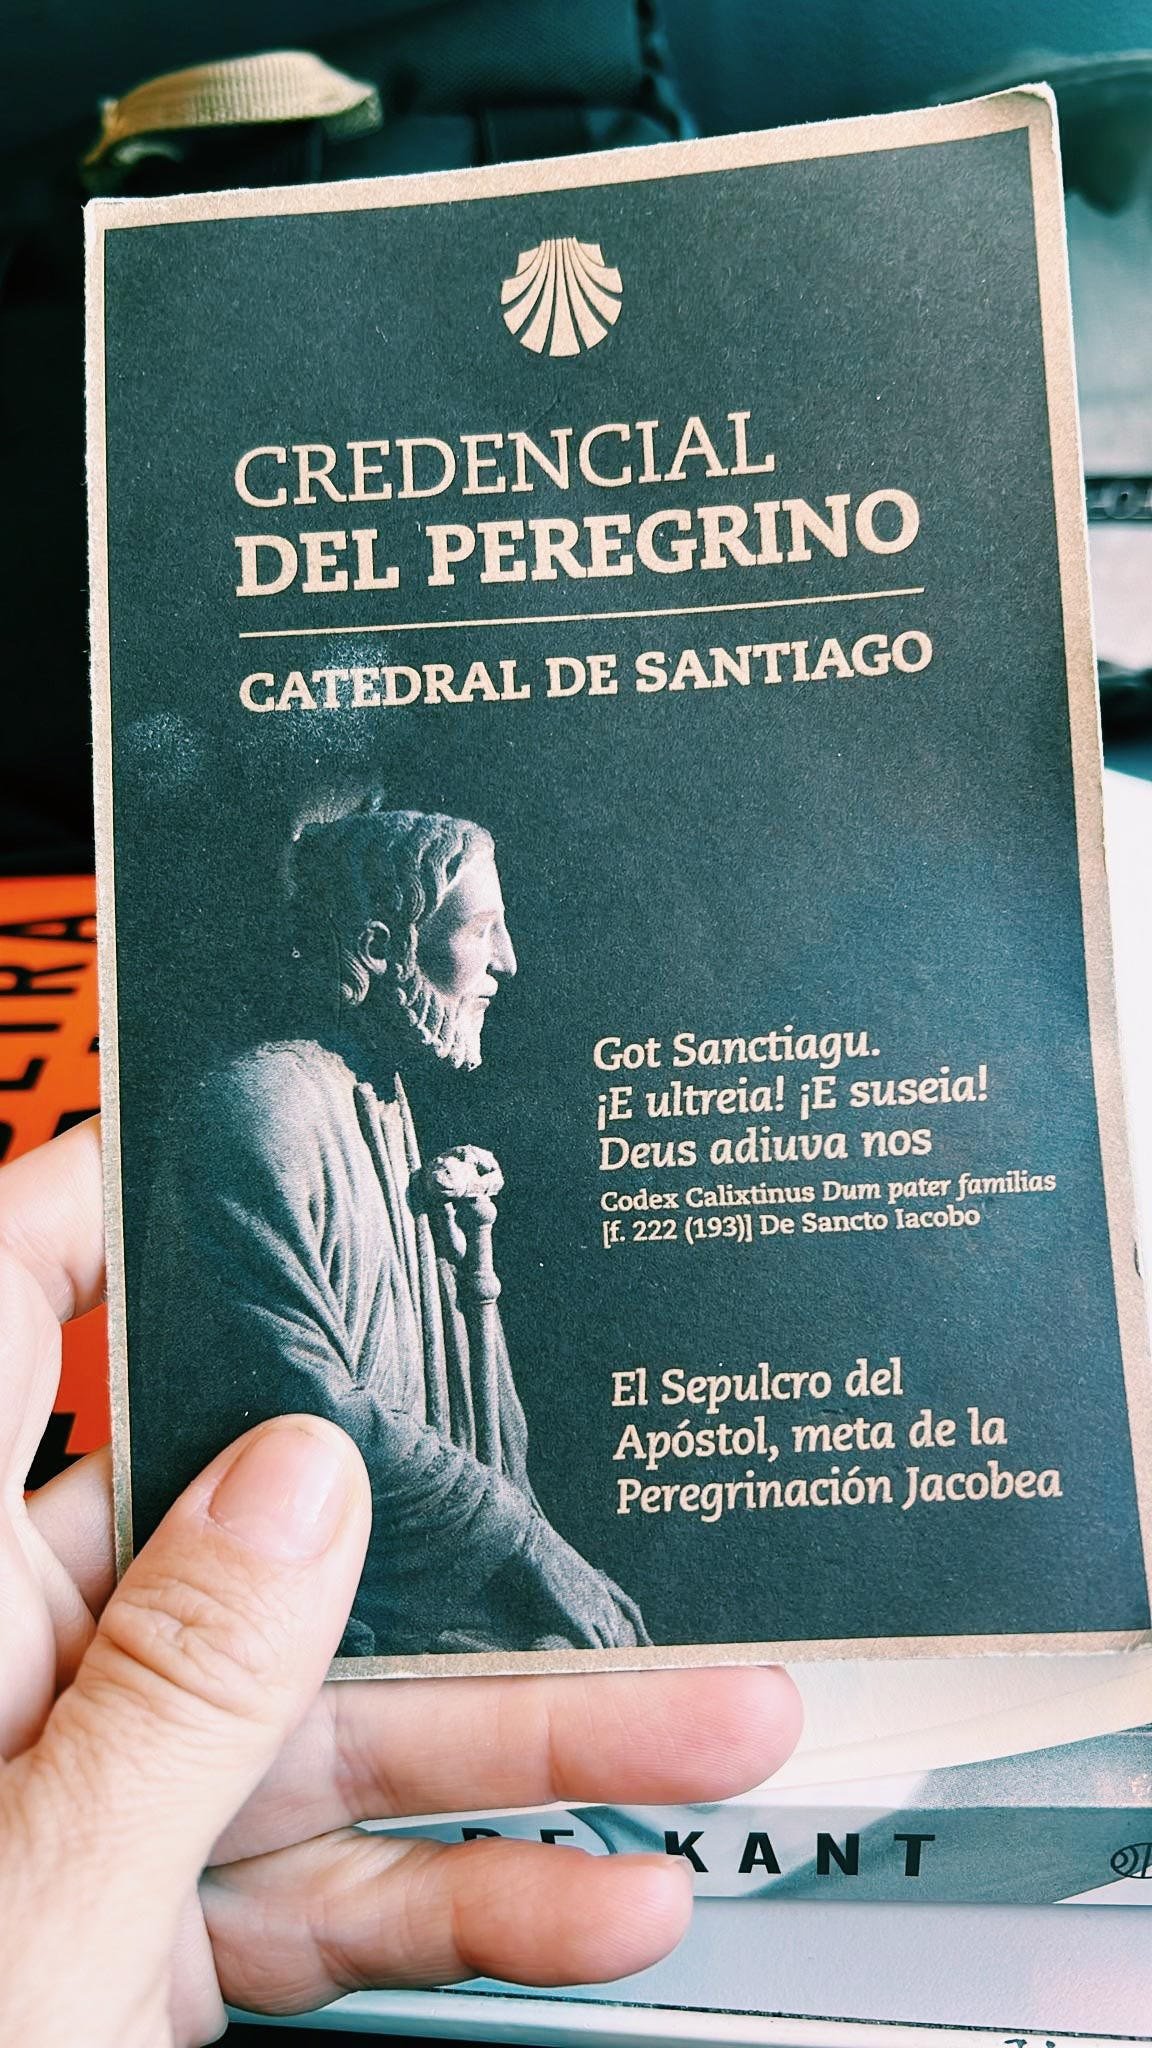 CREDENCIAL
DEL PEREGRINO
CATEDRAL DE SANTIAGO
Got Sanctiagu.
¡E ultreia! ¡E suseia!
Deus adiuva nos
Codex Calixtinus Dum pater familias
[f. 222 (193)] De Sancto Iacobo
El Sepulcro del
Apóstol, meta de la
Peregrinación Jacobea
KANT